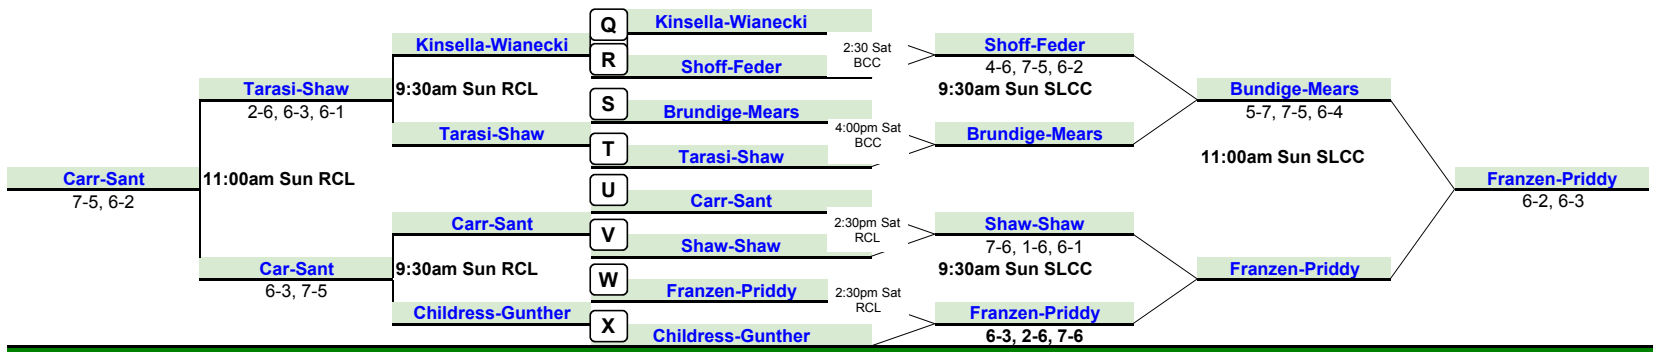 Q Kinsella-Wianecki
Kinsella-Wianecki 2:30 Sat Shoff-Feder
R Shoff-Feder BCC 4-6, 7-5, 6-2
Tarasi-Shaw 9:30am Sun RCL 9:30am Sun SLCC Bundige-Mears
2-6, 6-3, 6-1 S Brundige-Mears 5-7, 7-5, 6-4
Tarasi-Shaw 4:00pm Sat Brundige-Mears
T Tarasi-Shaw BCC 11:00am Sun SLCC
Carr-Sant 11:00am Sun RCL Franzen-Priddy
7-5, 6-2 U Carr-Sant 6-2, 6-3
Carr-Sant 2:30pm Sat Shaw-Shaw
V Shaw-Shaw RCL 7-6, 1-6, 6-1
Car-Sant 9:30am Sun RCL 9:30am Sun SLCC Franzen-Priddy
6-3, 7-5 W Franzen-Priddy 2:30pm Sat
Childress-Gunther RCL Franzen-Priddy
X Childress-Gunther 6-3, 2-6, 7-6